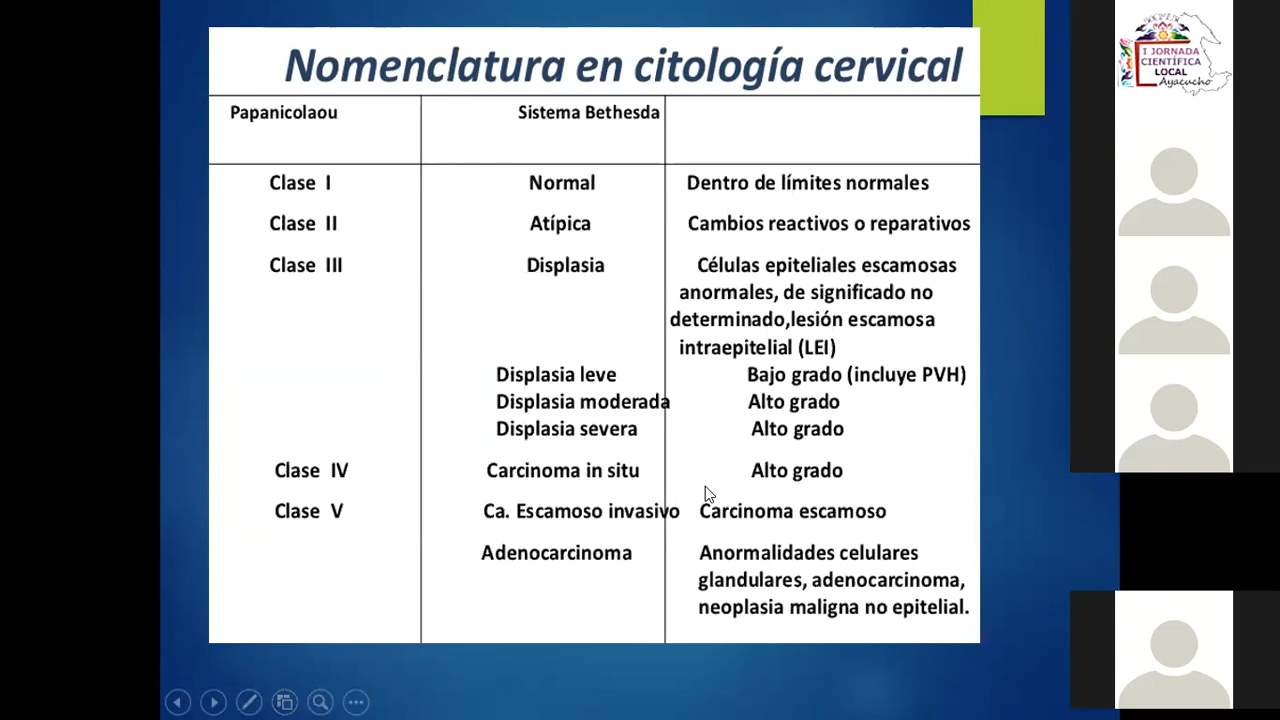 Nomenclatura en citología cervical
Papanicolaou Sistema Bethesda
Clase I Normal Dentro de límites normales
Clase II Atípica Cambios reactivos o reparativos
Clase III Displasia Células epiteliales escamosas
anormales, de significado no
determinado,lesión escamosa
intraepitelial (LEI)
Displasia leve Bajo grado (incluye PVH)
Displasia moderada Alto grado
Displasia severa Alto grado
Clase IV Carcinoma in situ Alto grado
Clase V Ca. Escamoso invasivo Carcinoma escamoso
Adenocarcinoma Anormalidades celulares
glandulares, adenocarcinoma,
neoplasia maligna no epitelial.
I JORNADA
CIENTÍFICA
LOCAL
Ayacucho